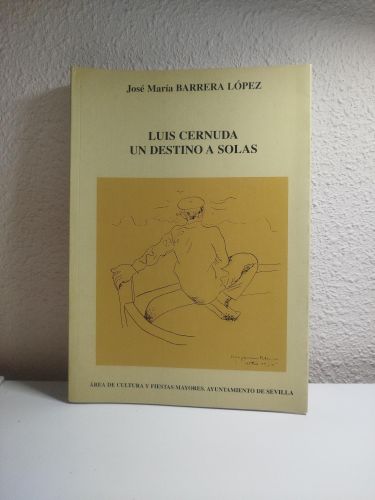 José María BARRERA LÓPEZ
LUIS CERNUDA
UN DESTINO A SOLAS
ÁREA DE CULTURA Y FIESTAS MAYORES. AYUNTAMIENTO DE SEVILLA